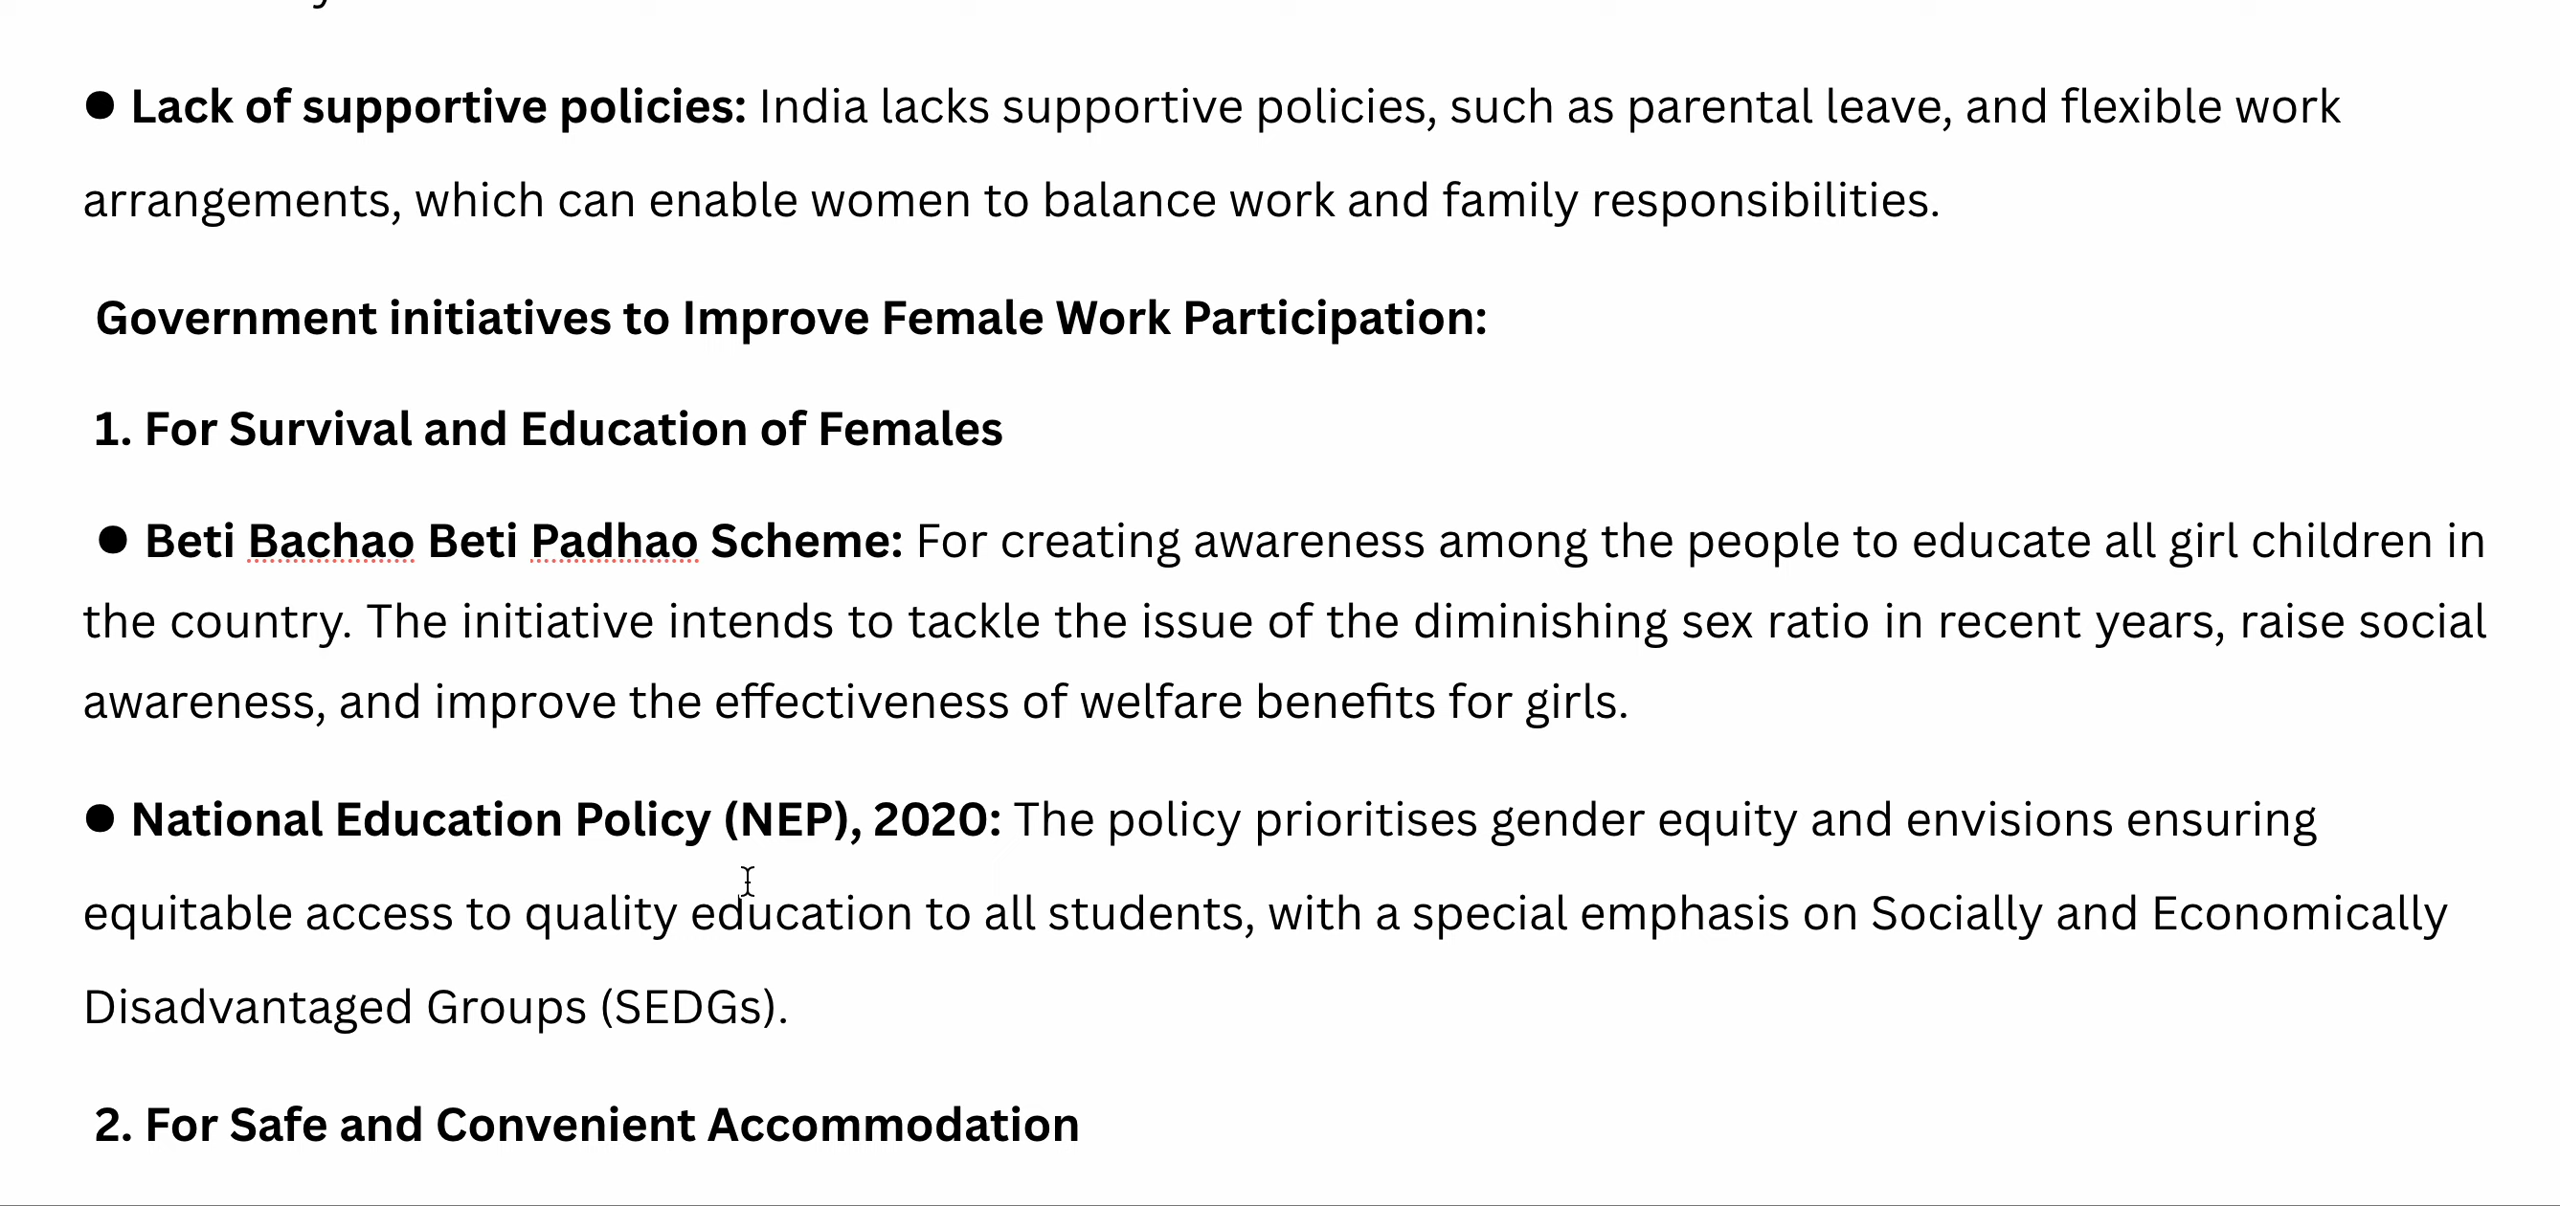 ● Lack of supportive policies: India lacks supportive policies, such as parental leave, and flexible work
arrangements, which can enable women to balance work and family responsibilities.
Government initiatives to Improve Female Work Participation:
1. For Survival and Education of Females
● Beti Bachao Beti Padhao Scheme: For creating awareness among the people to educate all girl children in
the country. The initiative intends to tackle the issue of the diminishing sex ratio in recent years, raise social
awareness, and improve the effectiveness of welfare benefits for girls.
● National Education Policy (NEP), 2020: The policy prioritises gender equity and envisions ensuring
equitable access to quality education to all students, with a special emphasis on Socially and Economically
Disadvantaged Groups (SEDGs).
2. For Safe and Convenient Accommodation